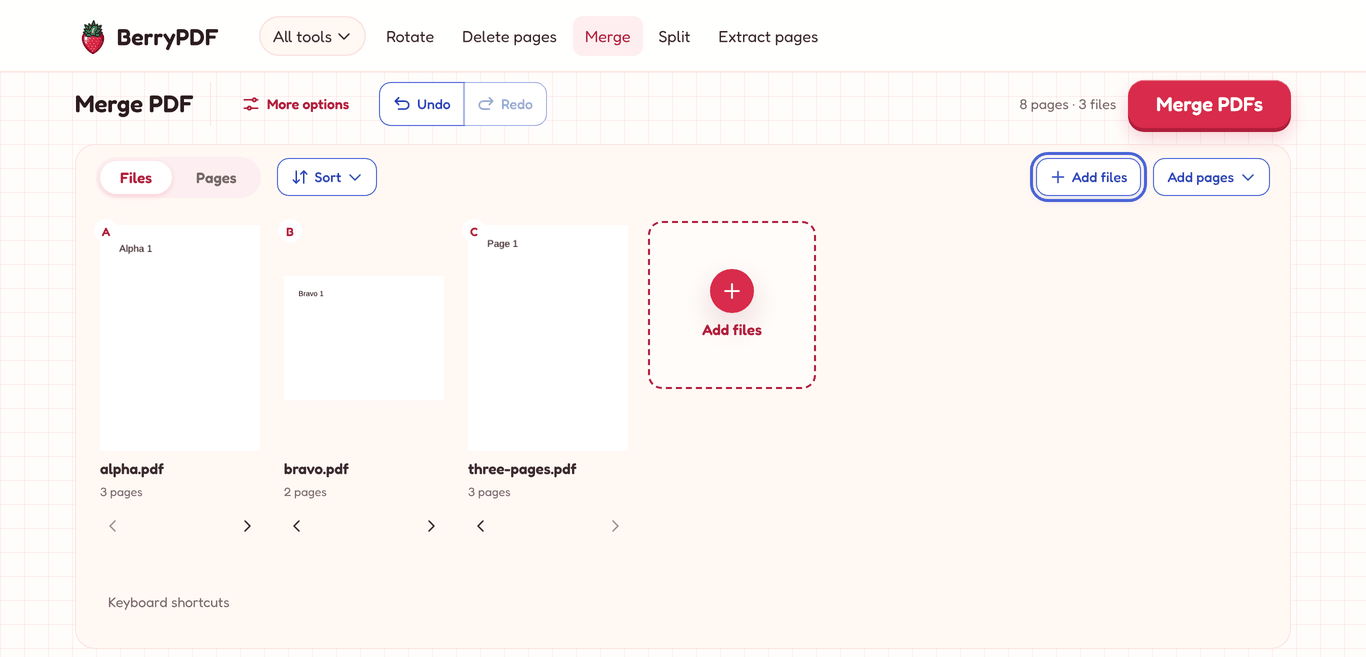 BerryPDF
All tools
Rotate
Delete pages
Merge
Split
Extract pages
Merge PDF
More options
Undo
Redo
8 pages · 3 files
Merge PDFs
Files
Pages
Sort
Add files
Add pages
A
Alpha 1
B
Bravo 1
C
Page 1
Add files
alpha.pdf
3 pages
bravo.pdf
2 pages
three-pages.pdf
3 pages
Keyboard shortcuts